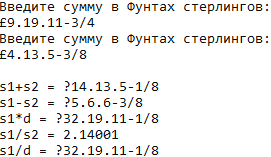 Введите сумму в Фунтах стерлингов:
£9.19.11-3/4
Введите сумму в Фунтах стерлингов:
£4.13.5-3/8
s1+s2 = ?14.13.5-1/8
s1-s2 = ?5.6.6-3/8
s1*d = ?32.19.11-1/8
s1/s2 = 2.14001
s1/d = ?32.19.11-1/8